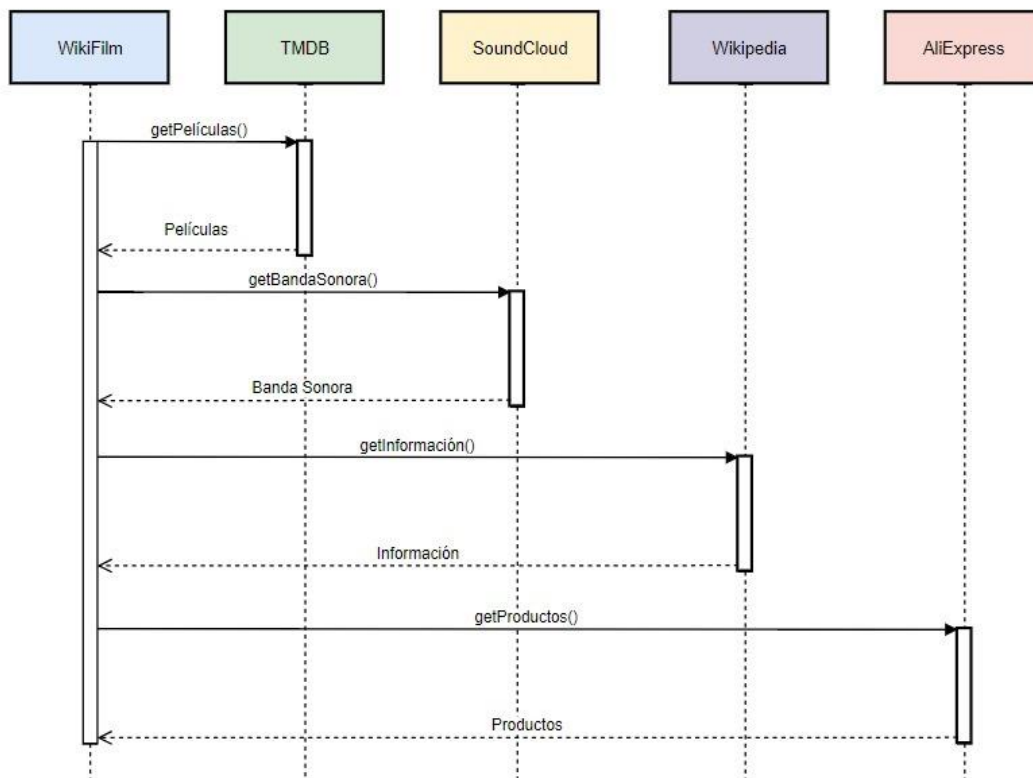 WikiFilm
TMDB
SoundCloud
Wikipedia
AliExpress
getPelículas()
Películas
getBandaSonora()
Banda Sonora
getInformación()
Información
getProductos()
Productos